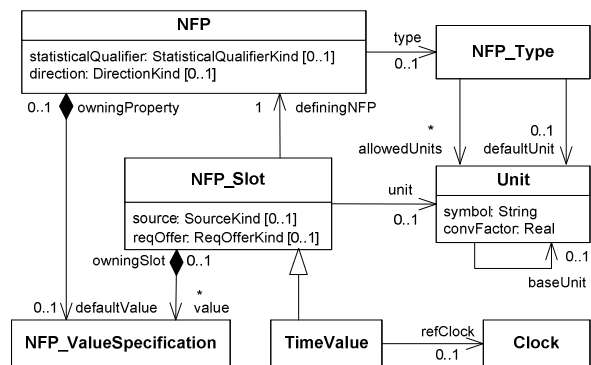 NFP
statisticalQualifier: StatisticalQualifierKind [0..1]
direction: DirectionKind [0..1]
type
0..1
NFP_Type
0..1
owningProperty
1
definingNFP
*
allowedUnits
0..1
defaultUnit
NFP_Slot
source: SourceKind [0..1]
reqOffer: ReqOfferKind [0..1]
unit
0..1
Unit
symbol: String
convFactor: Real
0..1
baseUnit
owningSlot
0..1
0..1
defaultValue
*
value
NFP_ValueSpecification
TimeValue
refClock
0..1
Clock